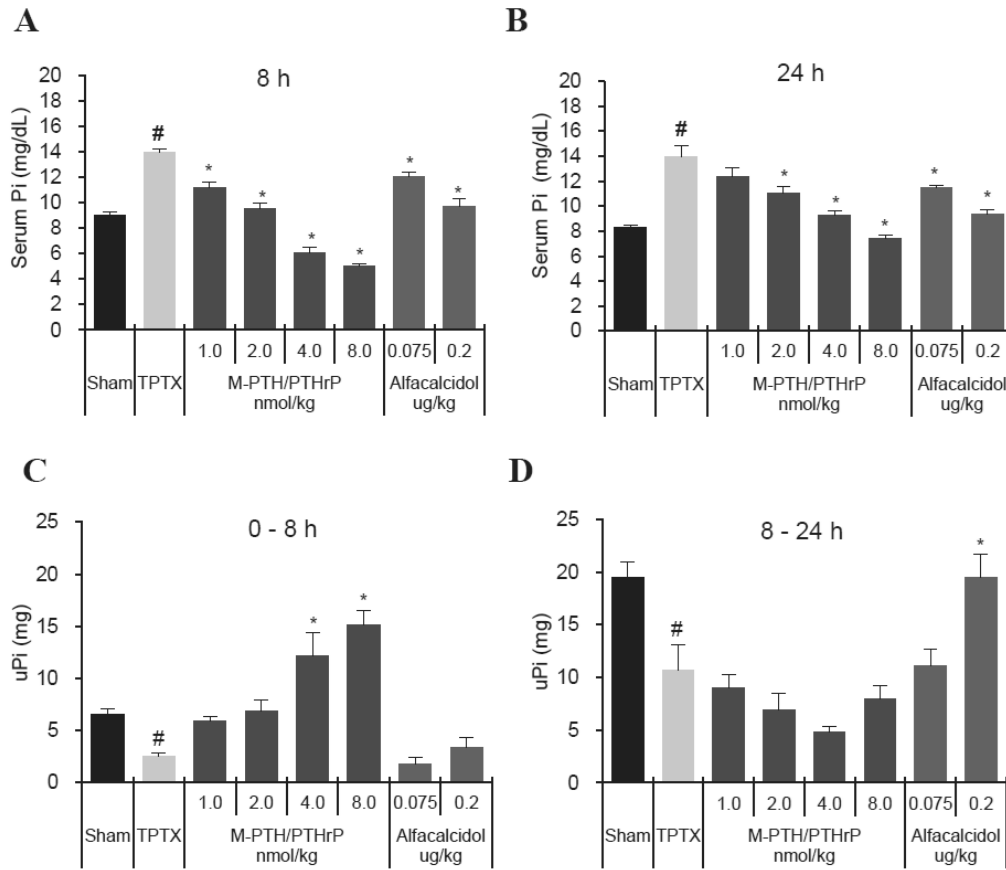 A
8 h
Serum Pi (mg/dL)
20
18
16
14
12
10
8
6
4
2
0
#
*
*
*
*
*
*
1.0 2.0 4.0 8.0 0.075 0.2
Sham TPTX M-PTH/PTHrP Alfacalcidol
nmol/kg ug/kg
B
24 h
Serum Pi (mg/dL)
20
18
16
14
12
10
8
6
4
2
0
#
*
*
*
*
*
1.0 2.0 4.0 8.0 0.075 0.2
Sham TPTX M-PTH/PTHrP Alfacalcidol
nmol/kg ug/kg
C
0 - 8 h
uPi (mg)
25
20
15
10
5
0
#
*
*
1.0 2.0 4.0 8.0 0.075 0.2
Sham TPTX M-PTH/PTHrP Alfacalcidol
nmol/kg ug/kg
D
8 - 24 h
uPi (mg)
25
20
15
10
5
0
#
*
1.0 2.0 4.0 8.0 0.075 0.2
Sham TPTX M-PTH/PTHrP Alfacalcidol
nmol/kg ug/kg